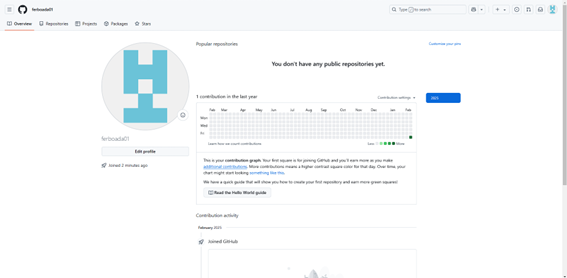 ferboada01
Type / to search
Overview
Repositories
Projects
Packages
Stars
Popular repositories
Customize your pins
You don't have any public repositories yet.
1 contribution in the last year
Contribution settings
2025
Feb Mar Apr May Jun Jul Aug Sep Oct Nov Dec Jan Feb
Mon
Wed
Fri
Learn how we count contributions
Less More
ferboada01
Edit profile
Joined 2 minutes ago
This is your contribution graph. Your first square is for joining GitHub and you'll earn more as you make
additional contributions. More contributions means a higher contrast square color for that day. Over time, your
chart might start looking something like this.
We have a quick guide that will show you how to create your first repository and earn more green squares!
Read the Hello World guide
Contribution activity
February 2025
Joined GitHub